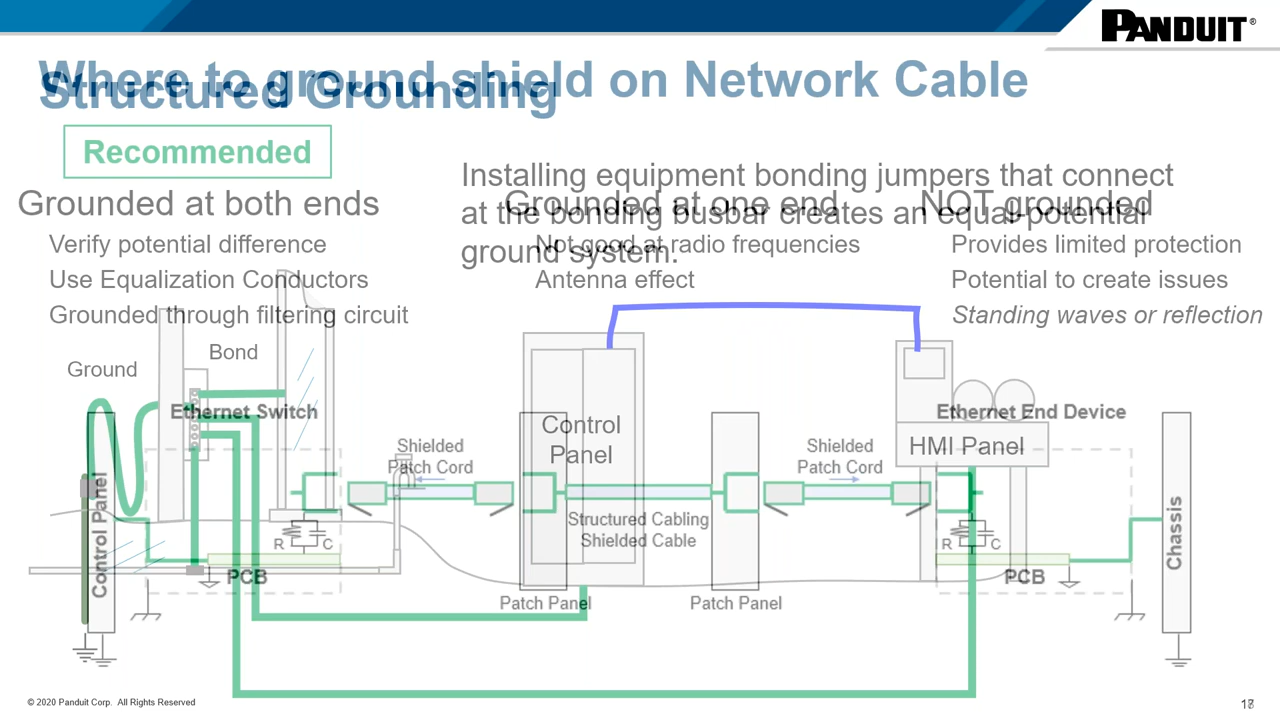 PANDUIT®
Where to ground shield on Network Cable
Structured Grounding
Recommended
Installing equipment bonding jumpers that connect
at the bonding busbar creates an equal-potential
ground system.
Grounded at both ends
Verify potential difference
Use Equalization Conductors
Grounded through filtering circuit
Grounded at one end
Not good at radio frequencies
Antenna effect
NOT grounded
Provides limited protection
Potential to create issues
Standing waves or reflection
Ground
Bond
Ethernet Switch
Control Panel
Shielded
Patch Cord
Control
Panel
Structured Cabling
Shielded Cable
Shielded
Patch Cord
Ethernet End Device
HMI Panel
Chassis
R C
PCB
R C
PCB
Patch Panel
Patch Panel
© 2020 Panduit Corp. All Rights Reserved